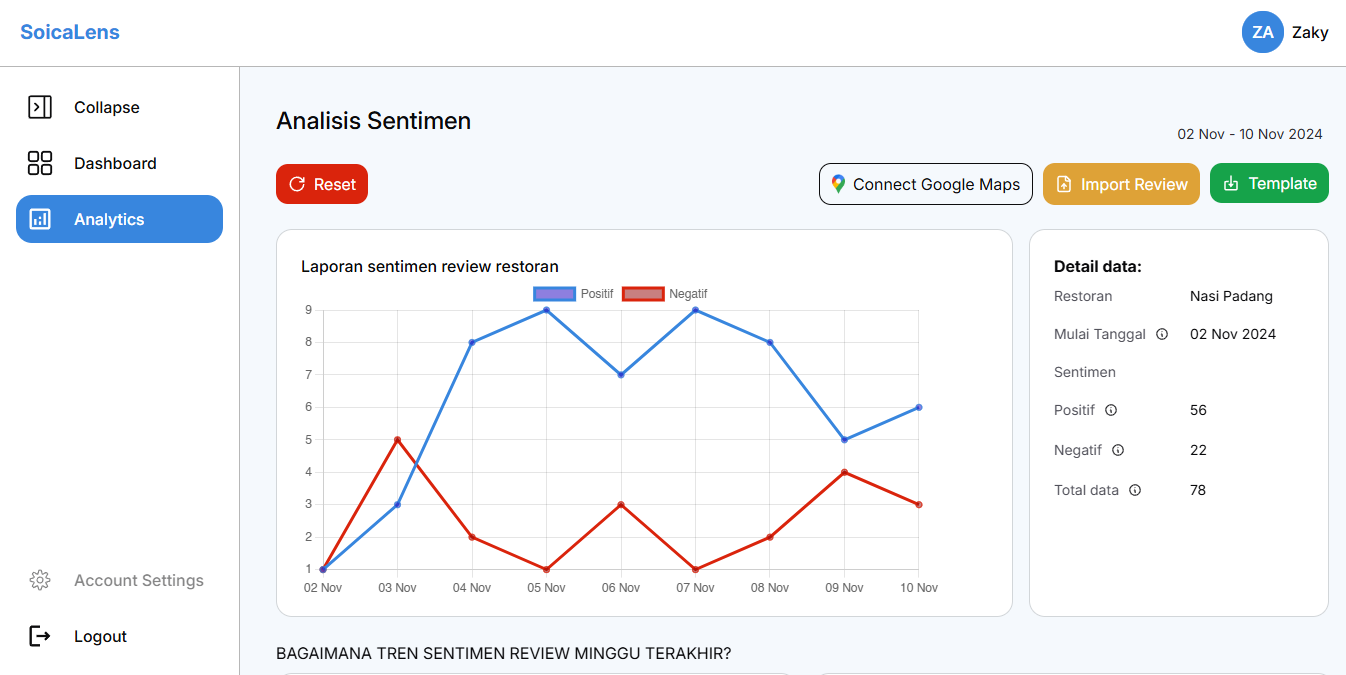 SoicaLens
ZA
Zaky
Collapse
Dashboard
Analytics
Account Settings
Logout
Analisis Sentimen
02 Nov - 10 Nov 2024
Reset
Connect Google Maps
Import Review
Template
Laporan sentimen review restoran
Positif
Negatif
9
8
7
6
5
4
3
2
1
02 Nov
03 Nov
04 Nov
05 Nov
06 Nov
07 Nov
08 Nov
09 Nov
10 Nov
Detail data:
Restoran Nasi Padang
Mulai Tanggal 02 Nov 2024
Sentimen
Positif 56
Negatif 22
Total data 78
BAGAIMANA TREN SENTIMEN REVIEW MINGGU TERAKHIR?